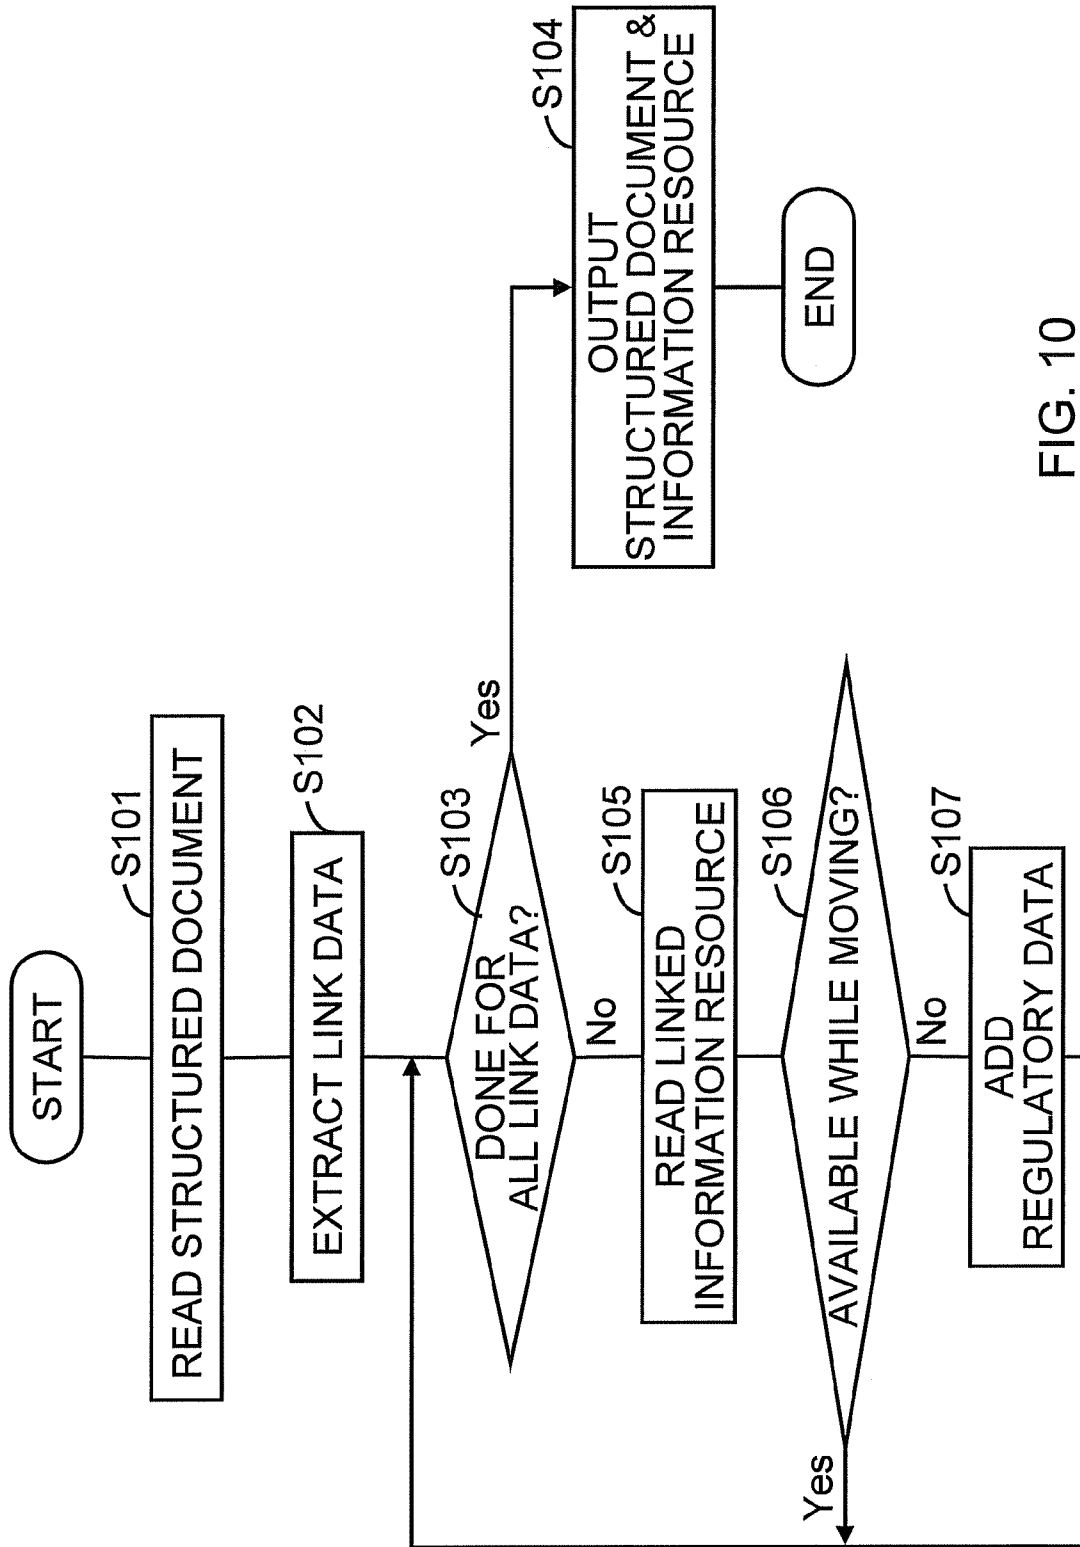 START
S101
READ STRUCTURED DOCUMENT
S102
EXTRACT LINK DATA
S103
DONE FOR
ALL LINK DATA?
Yes
No
S104
OUTPUT
STRUCTURED DOCUMENT &
INFORMATION RESOURCE
END
S105
READ LINKED
INFORMATION RESOURCE
S106
AVAILABLE WHILE MOVING?
Yes
No
S107
ADD
REGULATORY DATA
FIG. 10